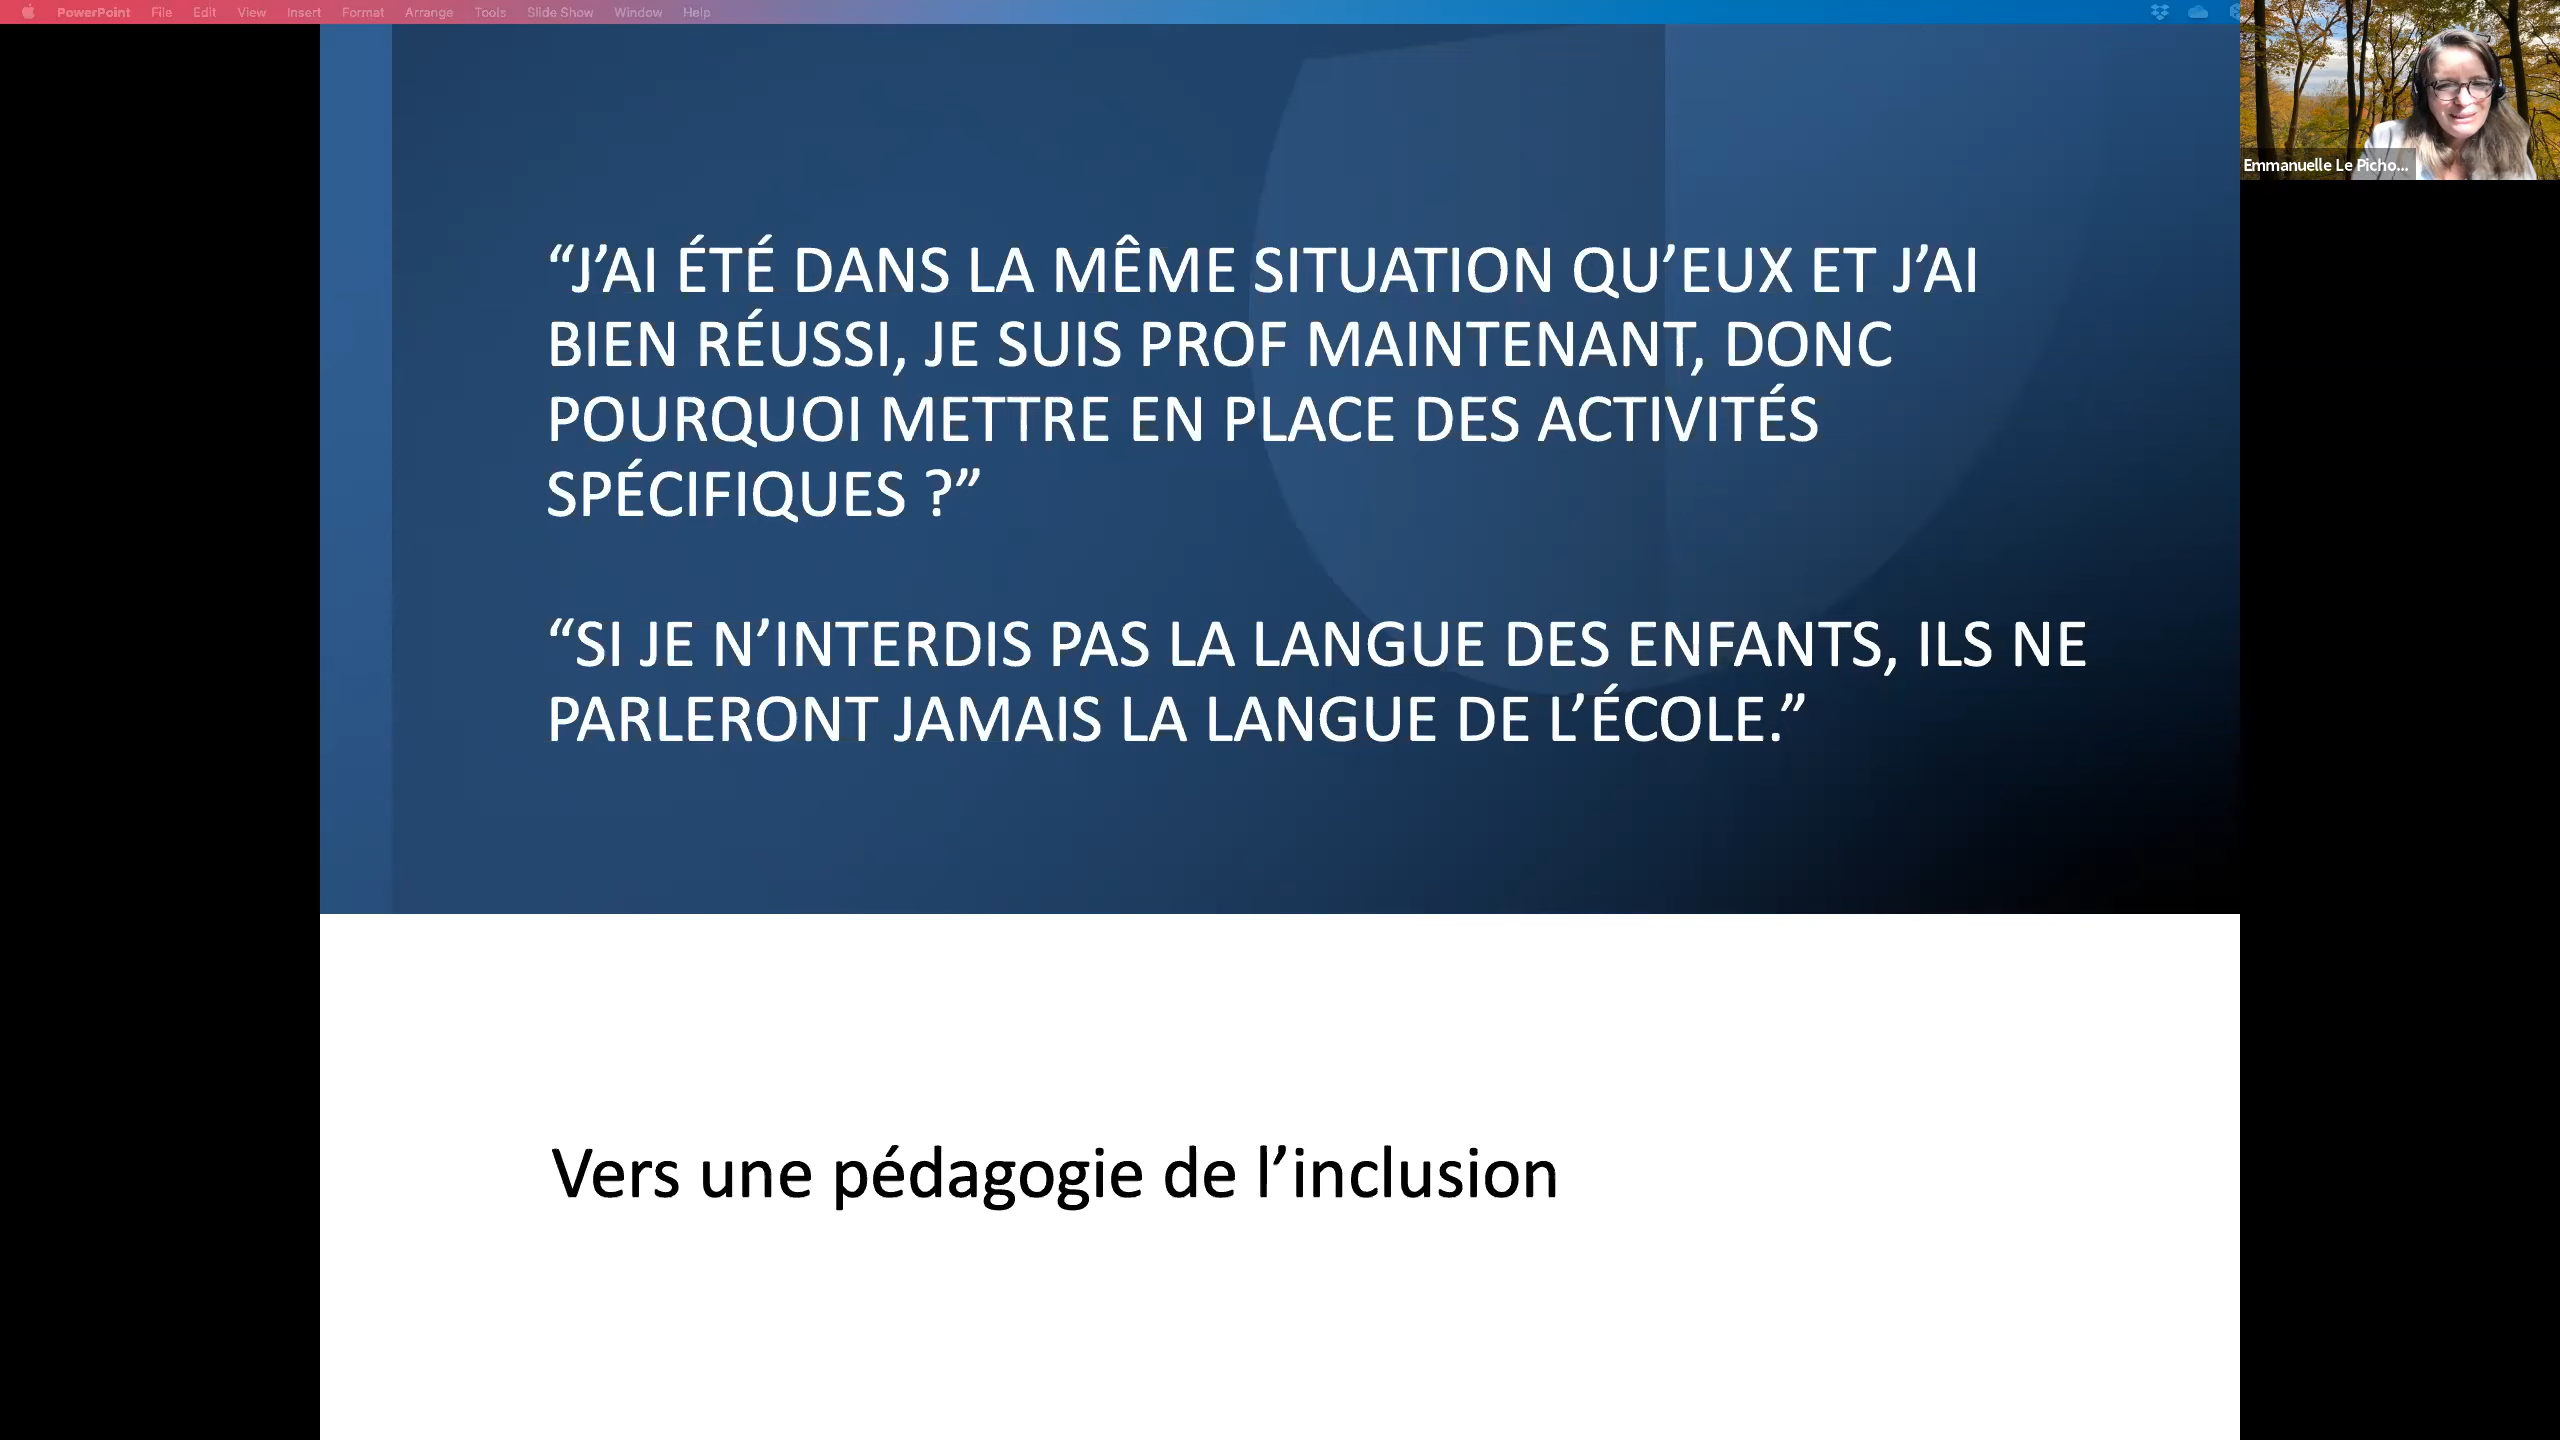 PowerPoint File Edit View Insert Format Arrange Tools Slide Show Window Help
Emmanuelle Le Picho...
“J’AI ÉTÉ DANS LA MÊME SITUATION QU’EUX ET J’AI
BIEN RÉUSSI, JE SUIS PROF MAINTENANT, DONC
POURQUOI METTRE EN PLACE DES ACTIVITÉS
SPÉCIFIQUES ?”
“SI JE N’INTERDIS PAS LA LANGUE DES ENFANTS, ILS NE
PARLERONT JAMAIS LA LANGUE DE L’ÉCOLE.”
Vers une pédagogie de l’inclusion